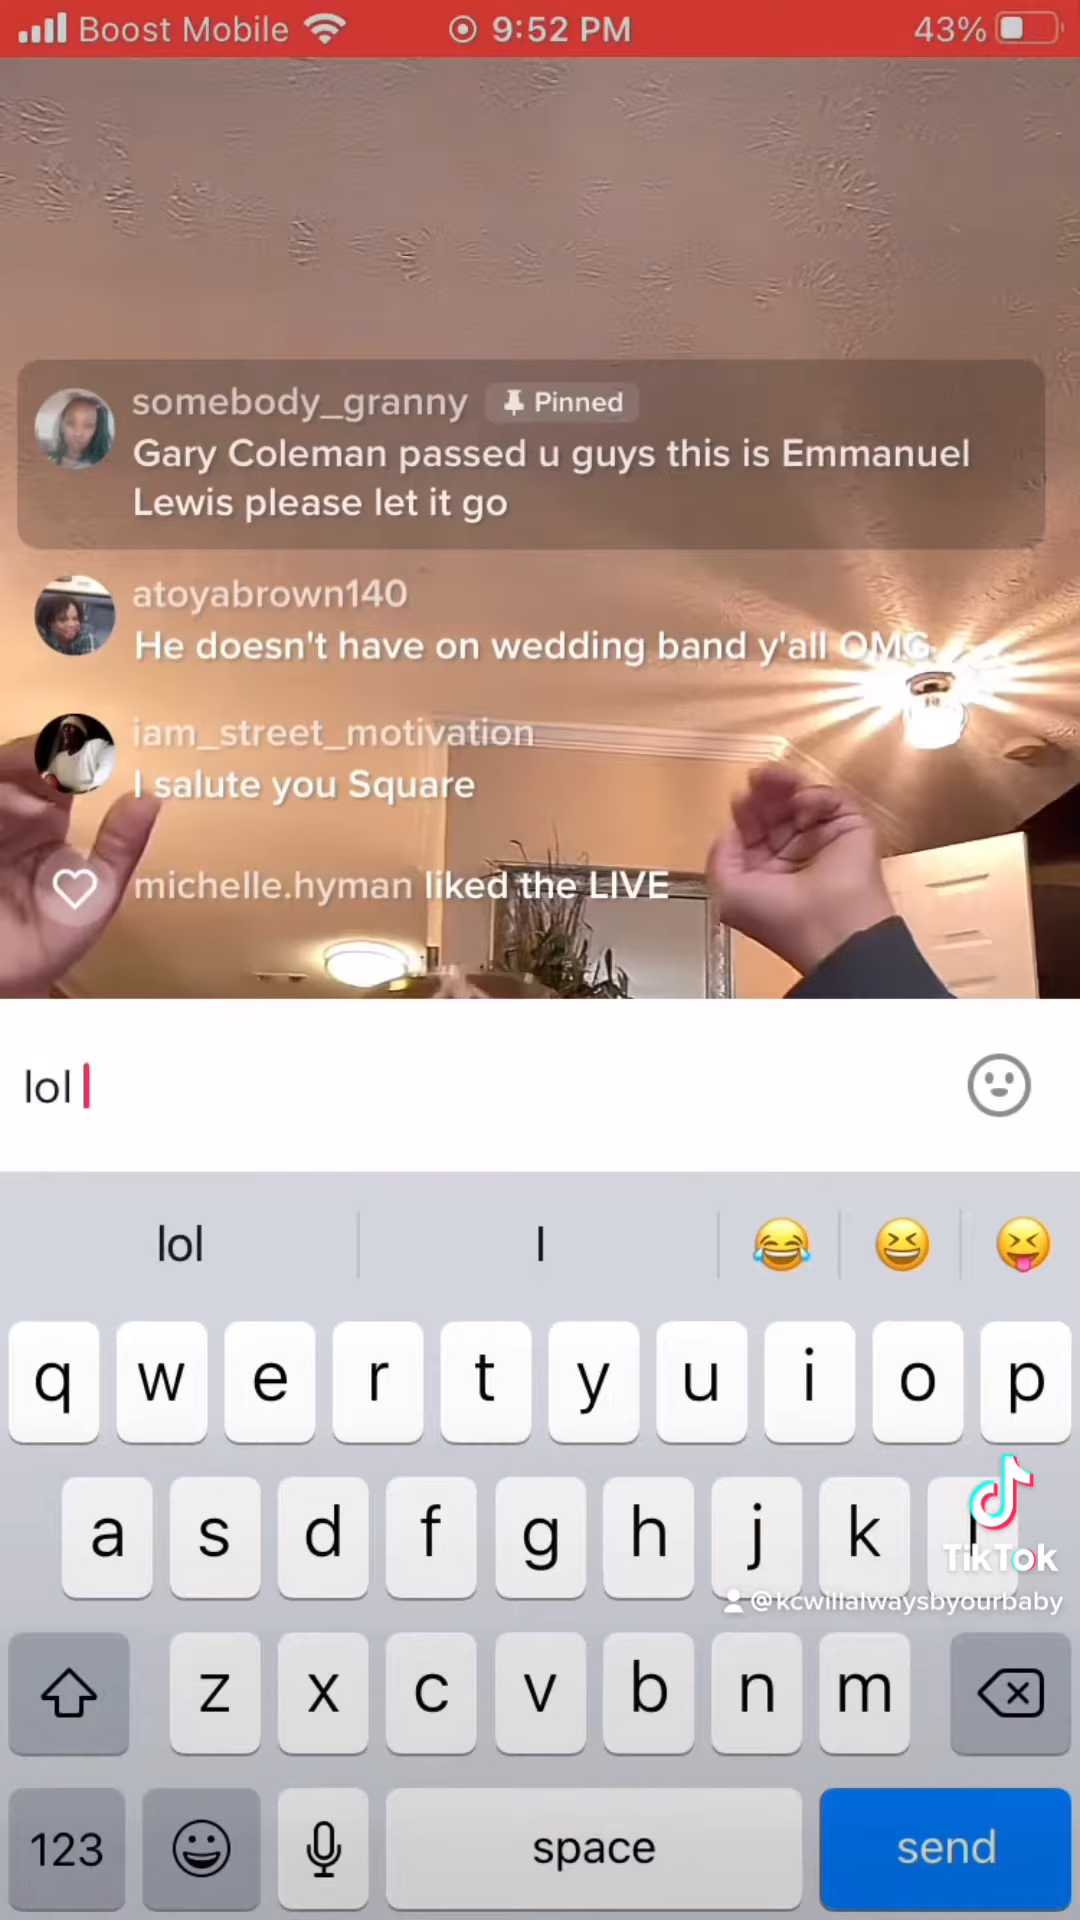 Boost Mobile 9:52 PM 43%
somebody_granny Pinned
Gary Coleman passed u guys this is Emmanuel
Lewis please let it go
atoyabrown140
He doesn't have on wedding band y'all OMG
iam_street_motivation
I salute you Square
michelle.hyman liked the LIVE
lol
lol I 😂 😆 😝
q w e r t y u i o p
a s d f g h j k l
TikTok
@kcwillalwaysbyourbaby
z x c v b n m
123 space send